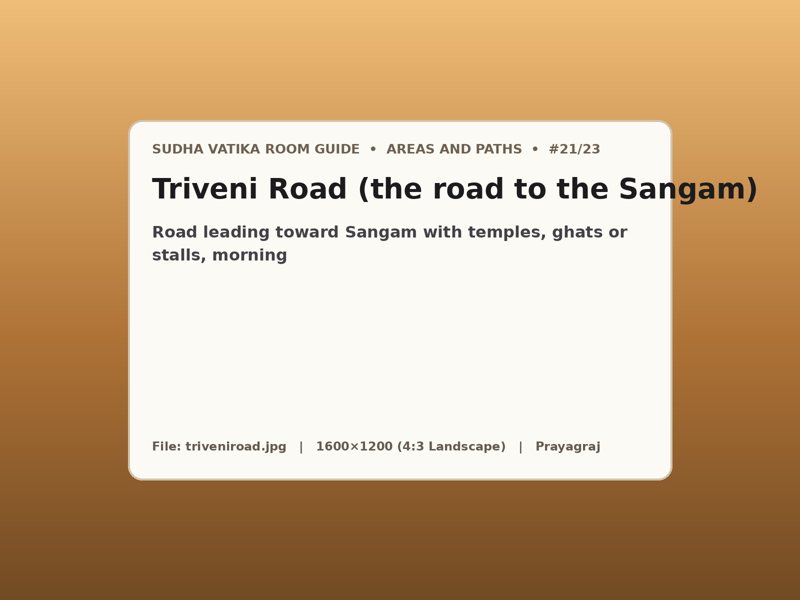 SUDHA VATIKA ROOM GUIDE • AREAS AND PATHS • #21/23
Triveni Road (the road to the Sangam)
Road leading toward Sangam with temples, ghats or
stalls, morning
File: triveniroad.jpg | 1600×1200 (4:3 Landscape) | Prayagraj